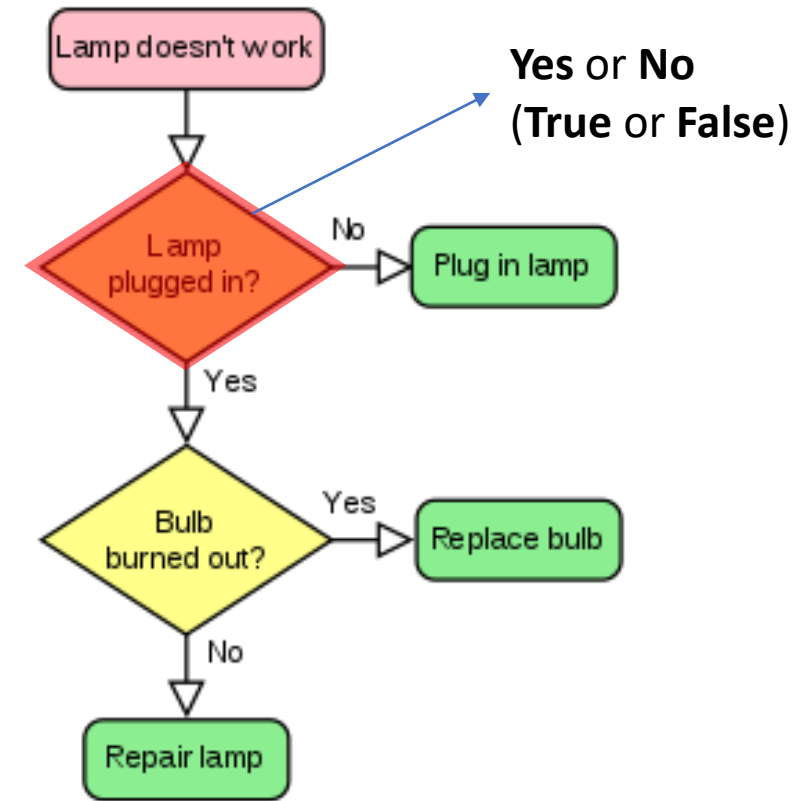 Lamp doesn't work
Yes or No
(True or False)
Lamp
plugged in?
No
Plug in lamp
Yes
Bulb
burned out?
Yes
Replace bulb
No
Repair lamp